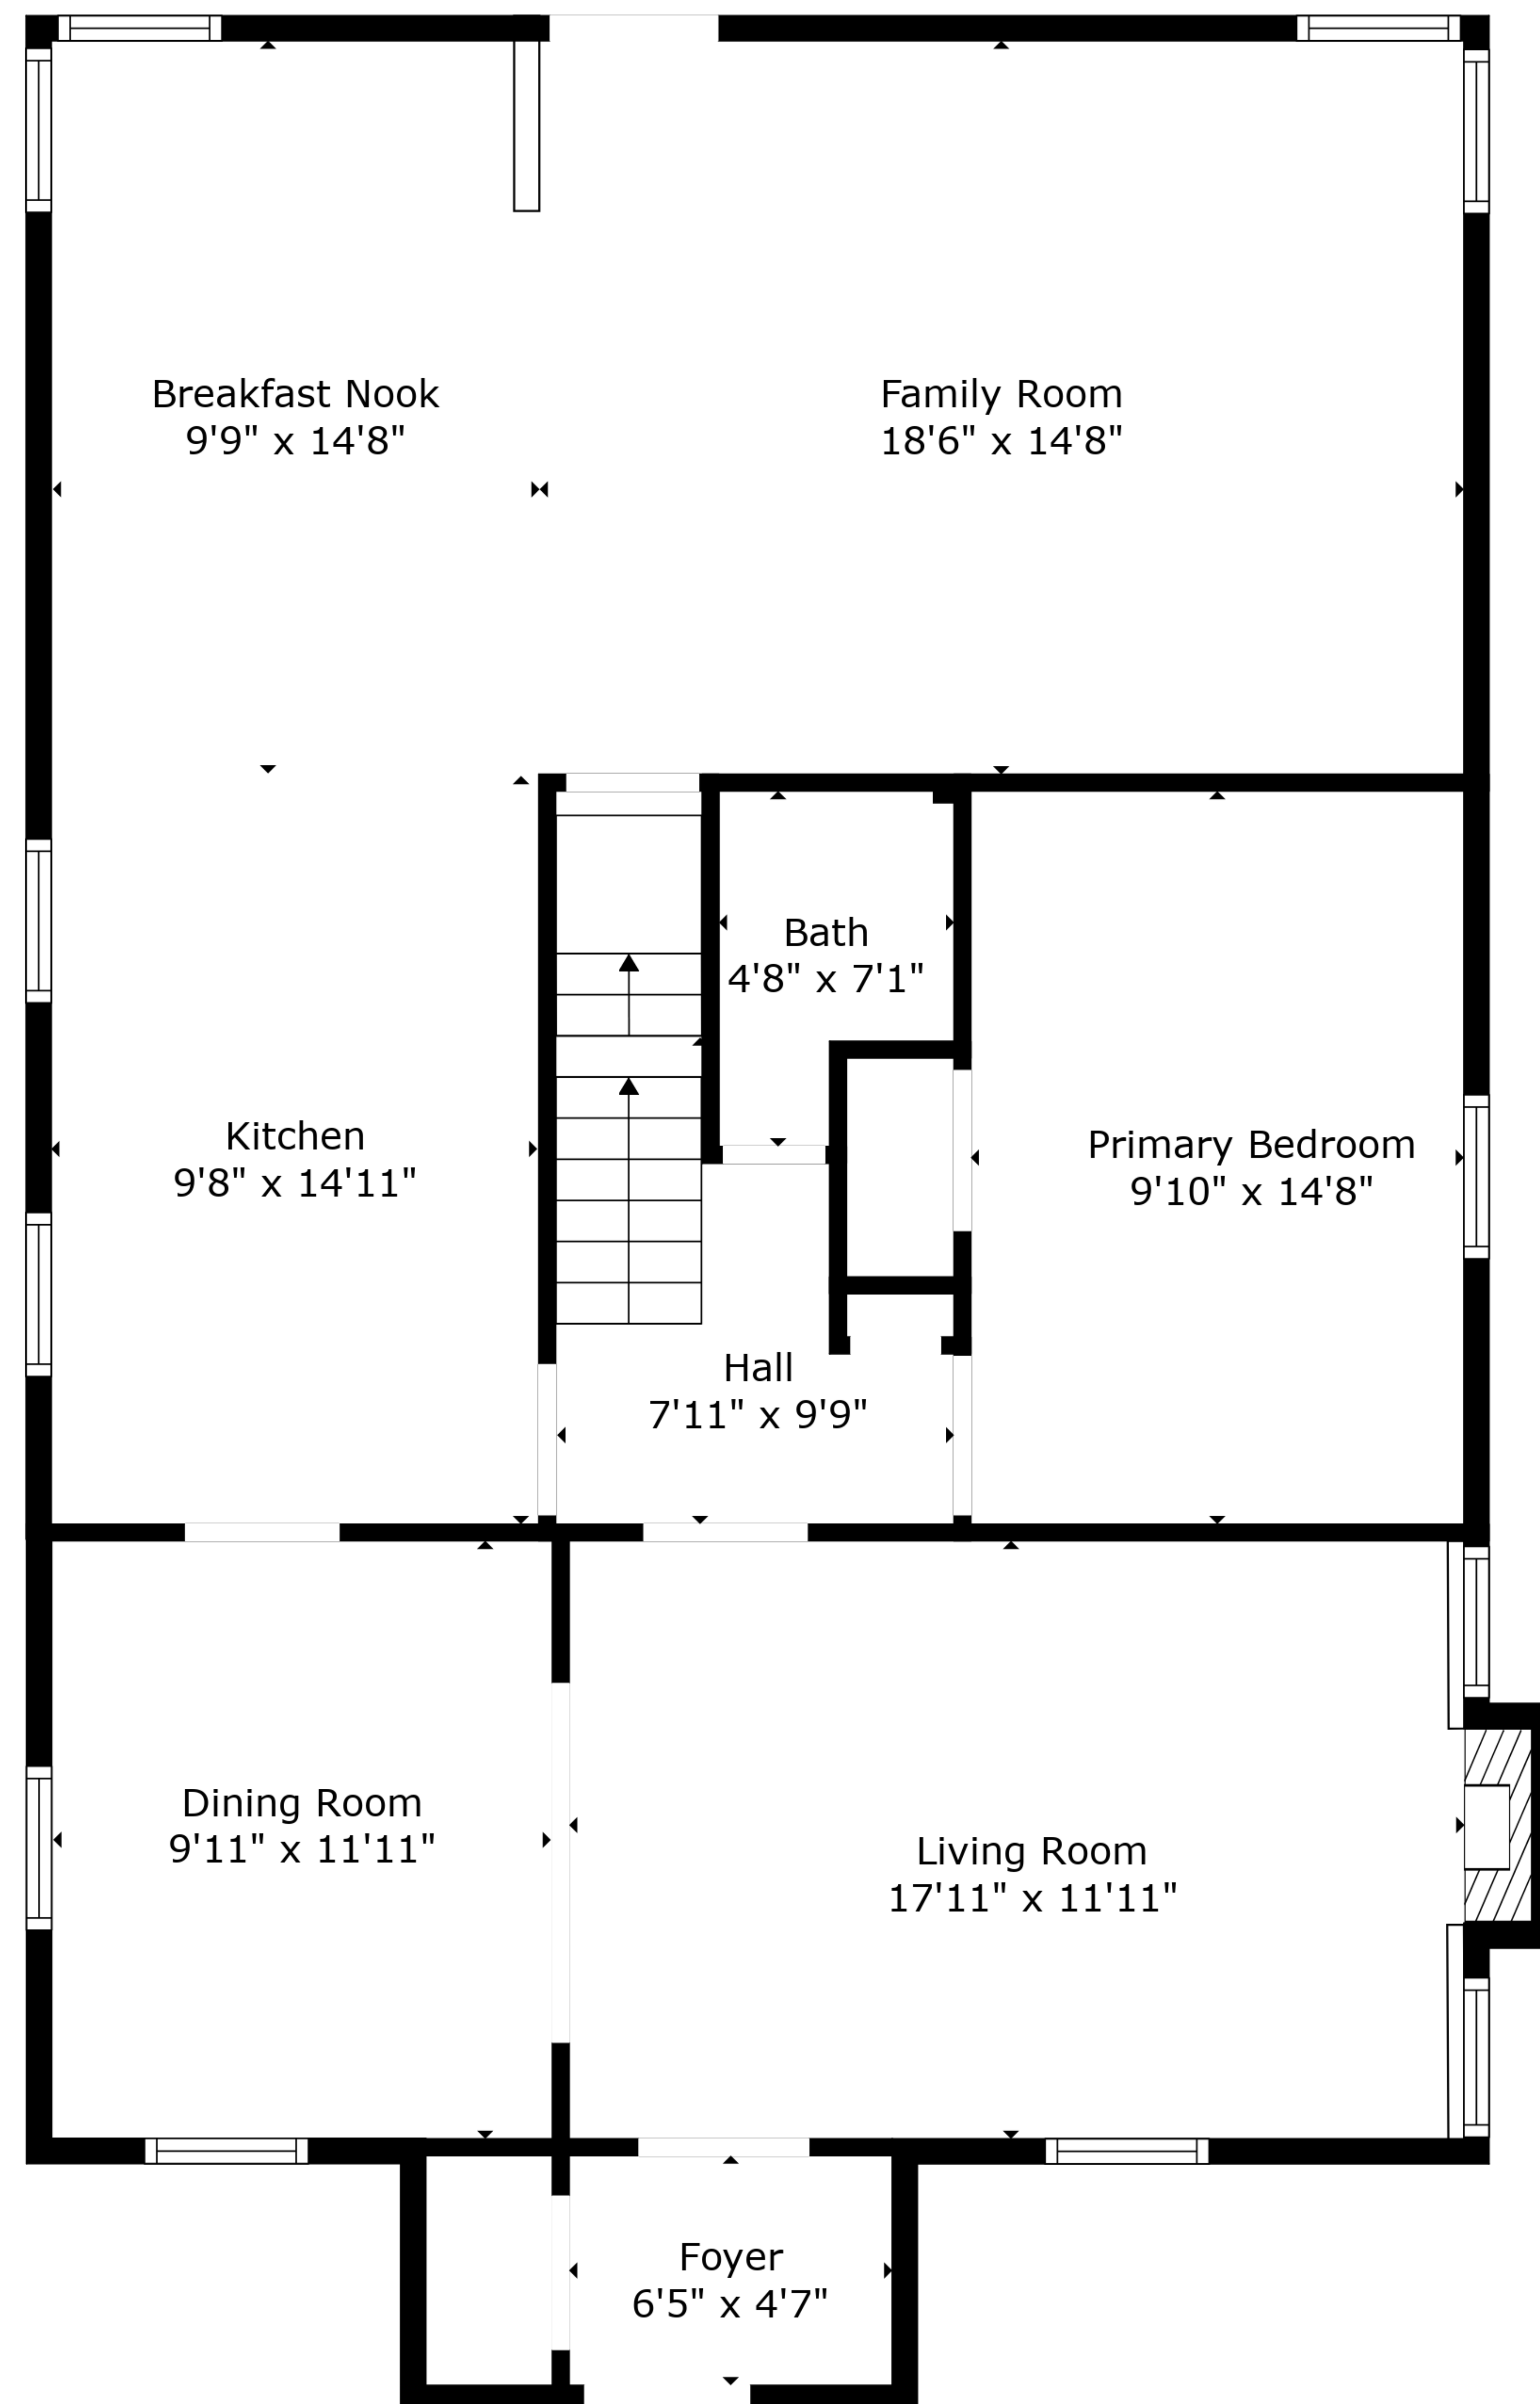 Breakfast Nook
9'9" x 14'8"
Family Room
18'6" x 14'8"
Bath
4'8" x 7'1"
Kitchen
9'8" x 14'11"
Primary Bedroom
9'10" x 14'8"
Hall
7'11" x 9'9"
Dining Room
9'11" x 11'11"
Living Room
17'11" x 11'11"
Foyer
6'5" x 4'7"